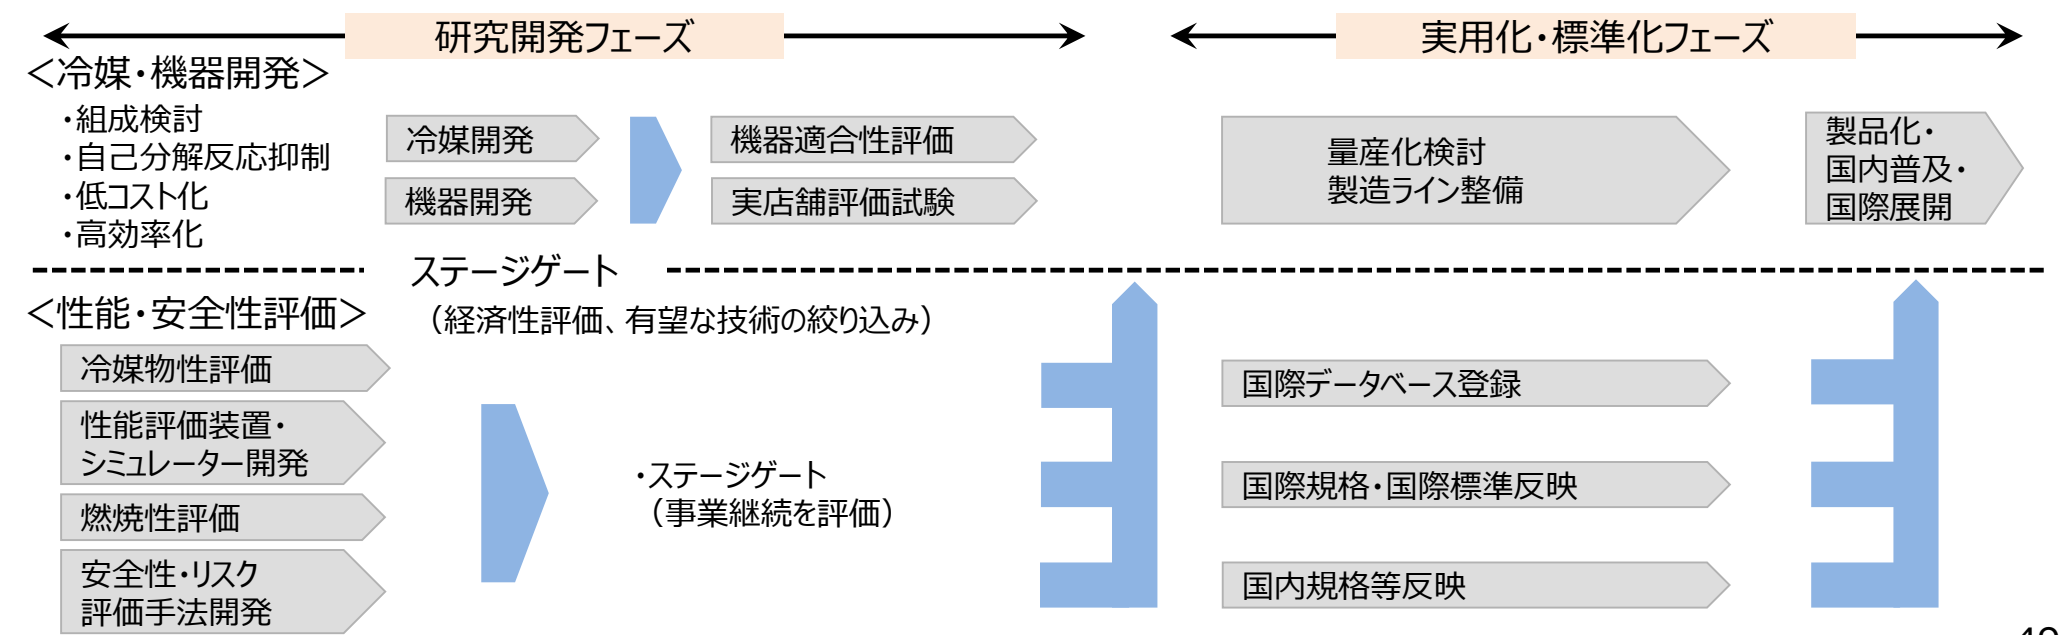 研究開発フェーズ
実用化・標準化フェーズ
＜冷媒・機器開発＞
・組成検討
・自己分解反応抑制
・低コスト化
・高効率化
冷媒開発
機器開発
機器適合性評価
実店舗評価試験
量産化検討
製造ライン整備
製品化・
国内普及・
国際展開
ステージゲート
（経済性評価、有望な技術の絞り込み）
＜性能・安全性評価＞
冷媒物性評価
性能評価装置・
シミュレーター開発
燃焼性評価
安全性・リスク
評価手法開発
・ステージゲート
（事業継続を評価）
国際データベース登録
国際規格・国際標準反映
国内規格等反映